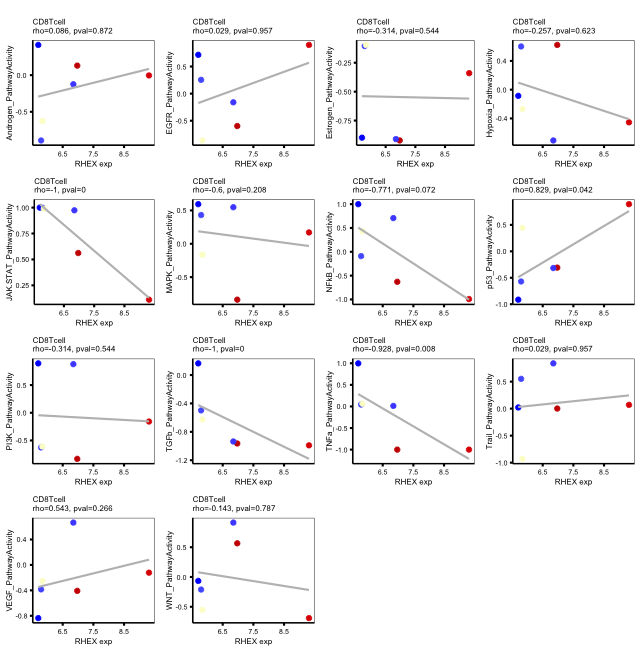 CD8Tcell
rho=0.086, pval=0.872
Androgen_PathwayActivity
0.0
-0.5
6.5 7.5 8.5
RHEX exp
CD8Tcell
rho=0.029, pval=0.957
EGFR_PathwayActivity
0.5
0.0
-0.5
6.5 7.5 8.5
RHEX exp
CD8Tcell
rho=-0.314, pval=0.544
Estrogen_PathwayActivity
-0.25
-0.50
-0.75
6.5 7.5 8.5
RHEX exp
CD8Tcell
rho=-0.257, pval=0.623
Hypoxia_PathwayActivity
0.4
0.0
-0.4
6.5 7.5 8.5
RHEX exp
CD8Tcell
rho=-1, pval=0
JAK.STAT_PathwayActivity
1.00
0.75
0.50
0.25
6.5 7.5 8.5
RHEX exp
CD8Tcell
rho=-0.6, pval=0.208
MAPK_PathwayActivity
0.5
0.0
-0.5
6.5 7.5 8.5
RHEX exp
CD8Tcell
rho=-0.771, pval=0.072
NFkB_PathwayActivity
1.0
0.5
0.0
-0.5
-1.0
6.5 7.5 8.5
RHEX exp
CD8Tcell
rho=0.829, pval=0.042
p53_PathwayActivity
0.5
0.0
-0.5
-1.0
6.5 7.5 8.5
RHEX exp
CD8Tcell
rho=-0.314, pval=0.544
PI3K_PathwayActivity
0.5
0.0
-0.5
6.5 7.5 8.5
RHEX exp
CD8Tcell
rho=-1, pval=0
TGFb_PathwayActivity
0.0
-0.4
-0.8
-1.2
6.5 7.5 8.5
RHEX exp
CD8Tcell
rho=-0.928, pval=0.008
TNFa_PathwayActivity
1.0
0.5
0.0
-0.5
-1.0
6.5 7.5 8.5
RHEX exp
CD8Tcell
rho=0.029, pval=0.957
Trail_PathwayActivity
0.5
0.0
-0.5
-1.0
6.5 7.5 8.5
RHEX exp
CD8Tcell
rho=0.543, pval=0.266
VEGF_PathwayActivity
0.4
0.0
-0.4
-0.8
6.5 7.5 8.5
RHEX exp
CD8Tcell
rho=-0.143, pval=0.787
WNT_PathwayActivity
0.5
0.0
-0.5
6.5 7.5 8.5
RHEX exp